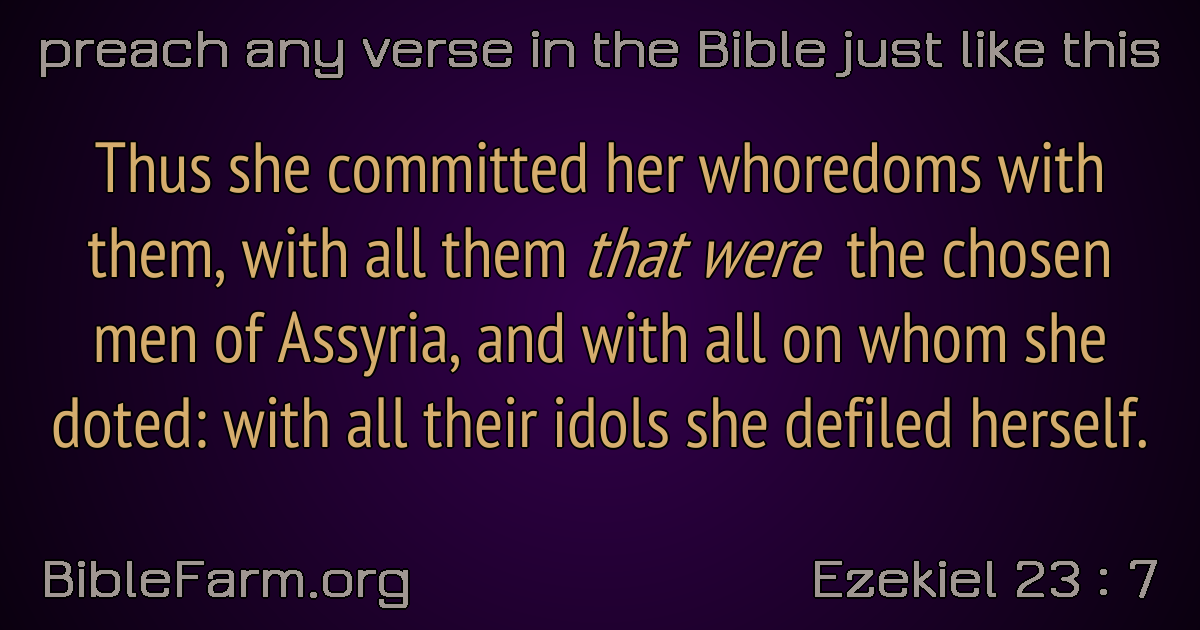 preach any verse in the Bible just like this
Thus she committed her whoredoms with
them, with all them that were the chosen
men of Assyria, and with all on whom she
doted: with all their idols she defiled herself.
BibleFarm.org
Ezekiel 23 : 7